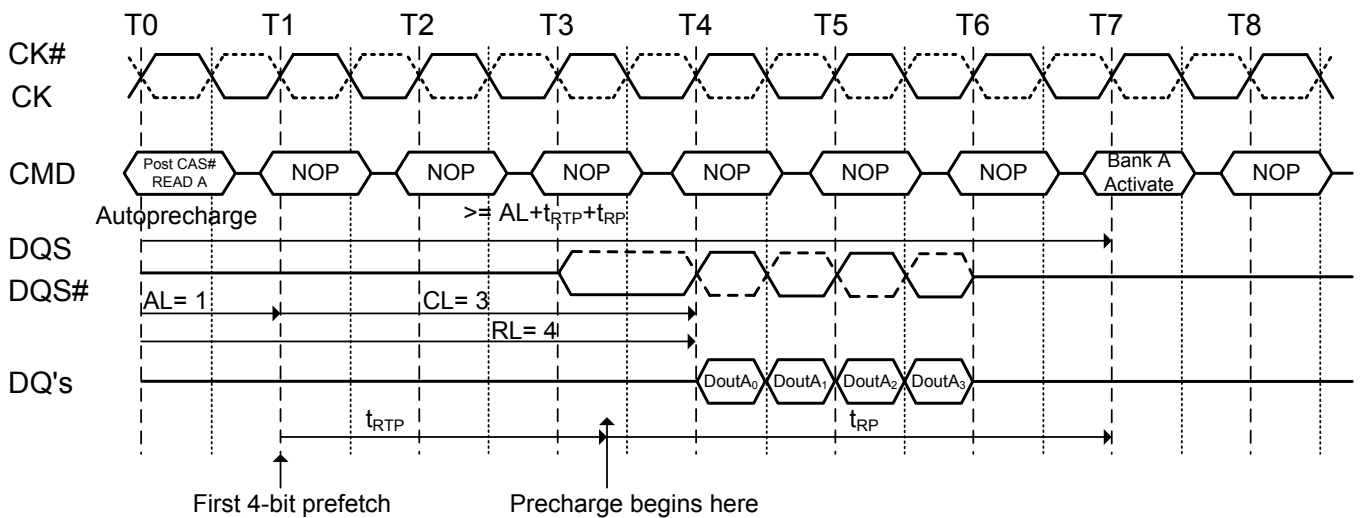 T0 T1 T2 T3 T4 T5 T6 T7 T8
CK#
CK
CMD
Post CAS#
READ A
NOP NOP NOP NOP NOP NOP
Bank A
Activate
NOP
Autoprecharge
>= AL+tRTP+tRP
DQS
DQS#
AL= 1
CL= 3
RL= 4
DQ's
DoutA0 DoutA1 DoutA2 DoutA3
tRTP
tRP
First 4-bit prefetch
Precharge begins here